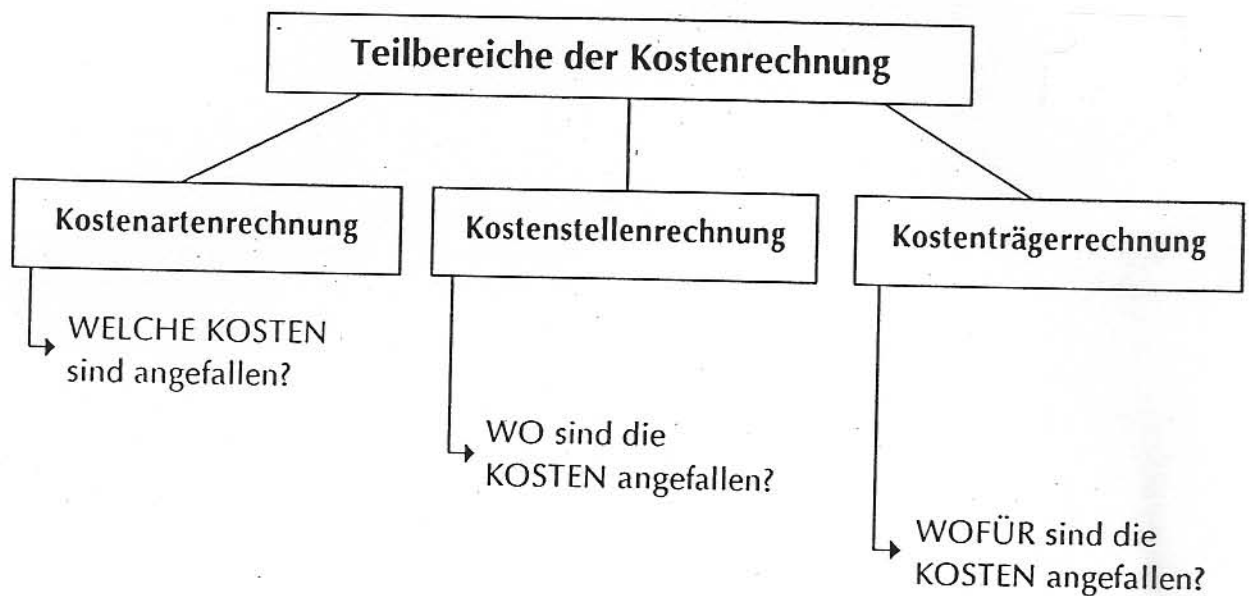 Teilbereiche der Kostenrechnung
Kostenartenrechnung
Kostenstellenrechnung
Kostenträgerrechnung
WELCHE KOSTEN
sind angefallen?
WO sind die
KOSTEN angefallen?
WOFÜR sind die
KOSTEN angefallen?